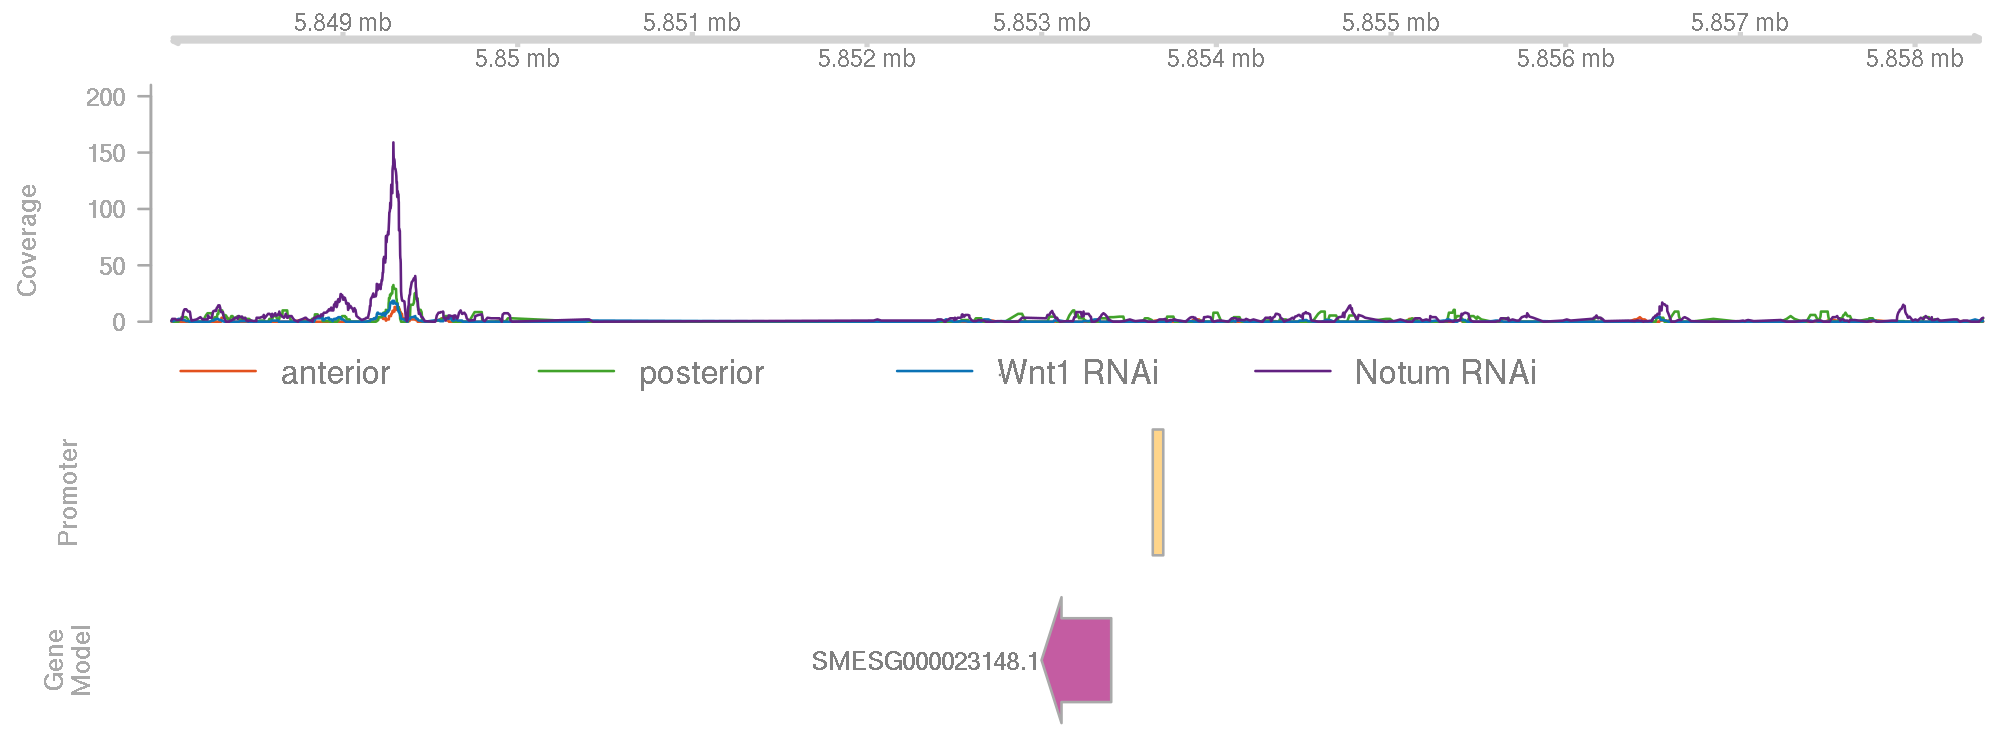 5.849 mb 5.851 mb 5.853 mb 5.855 mb 5.857 mb
5.85 mb 5.852 mb 5.854 mb 5.856 mb 5.858 mb
Coverage
200
150
100
50
0
anterior posterior Wnt1 RNAi Notum RNAi
Promoter
Gene
Model
SMESG000023148.1